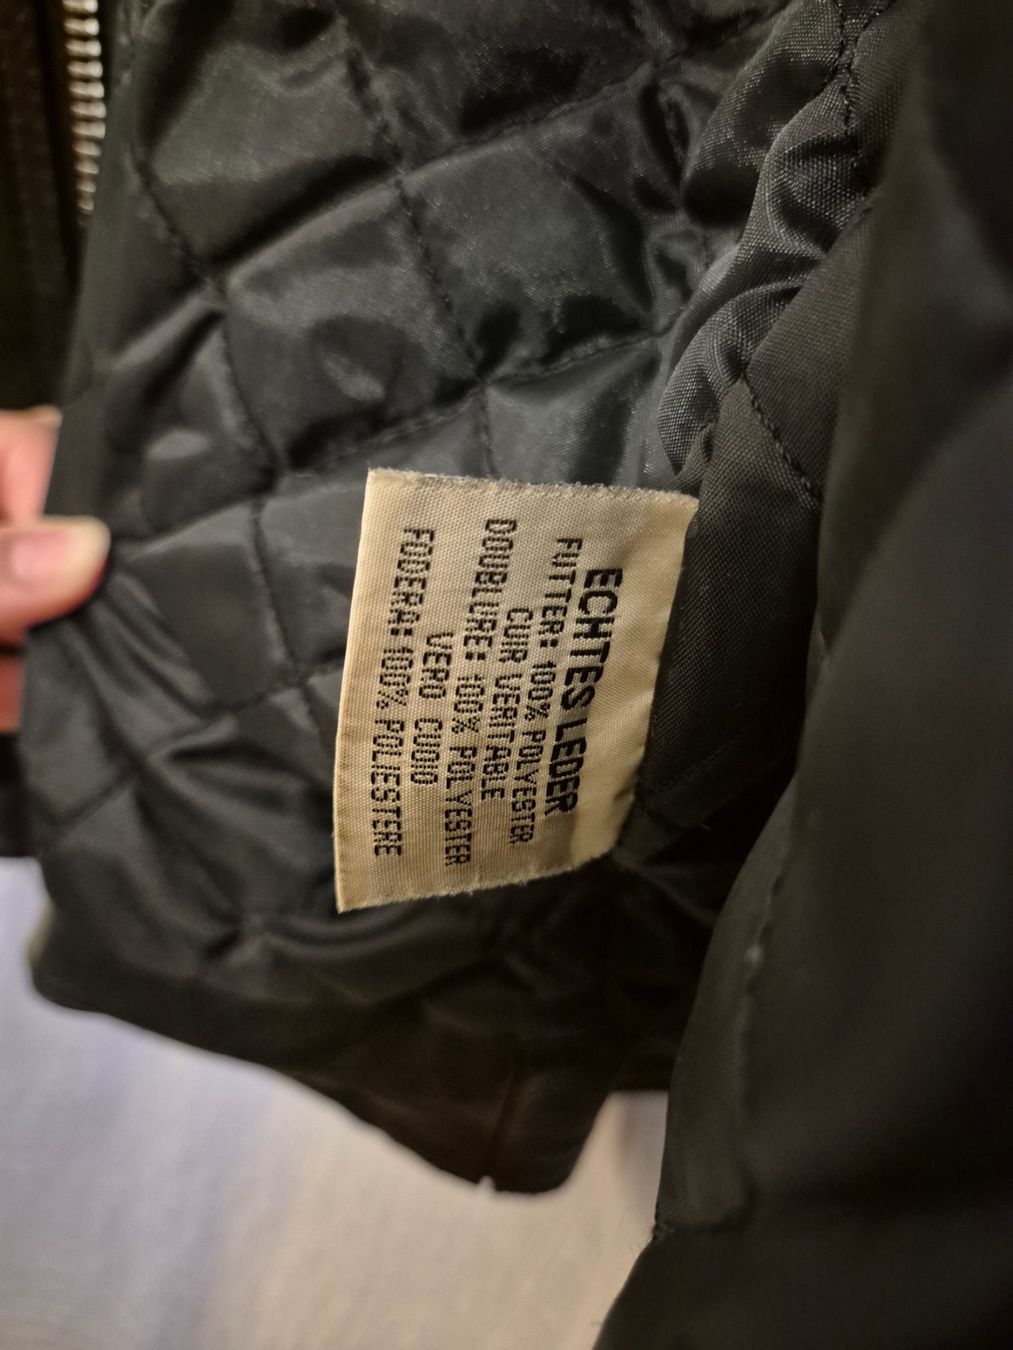 ECHTES LEDER
FUTTER: 100% POLYESTER
CUIR VERITABLE
DOUBLURE: 100% POLYESTER
VERO CUOIO
FODERA: 100% POLIESTERE